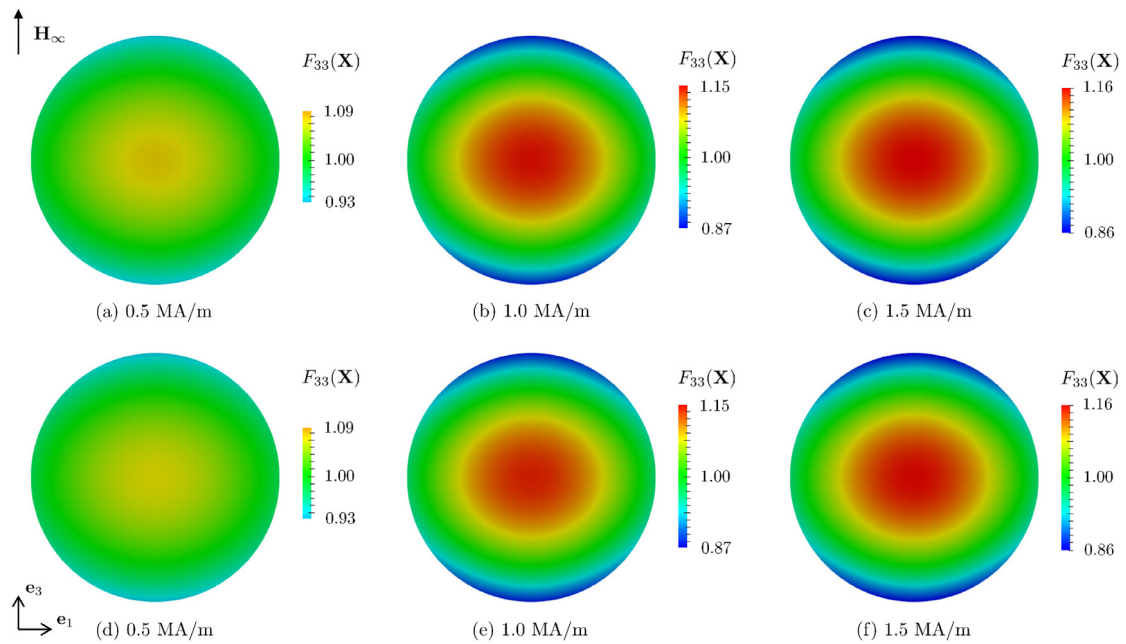 H∞
F33(X)
1.09
1.00
0.93
(a) 0.5 MA/m
F33(X)
1.15
1.00
0.87
(b) 1.0 MA/m
F33(X)
1.16
1.00
0.86
(c) 1.5 MA/m
F33(X)
1.09
1.00
0.93
e3
e1
(d) 0.5 MA/m
F33(X)
1.15
1.00
0.87
(e) 1.0 MA/m
F33(X)
1.16
1.00
0.86
(f) 1.5 MA/m